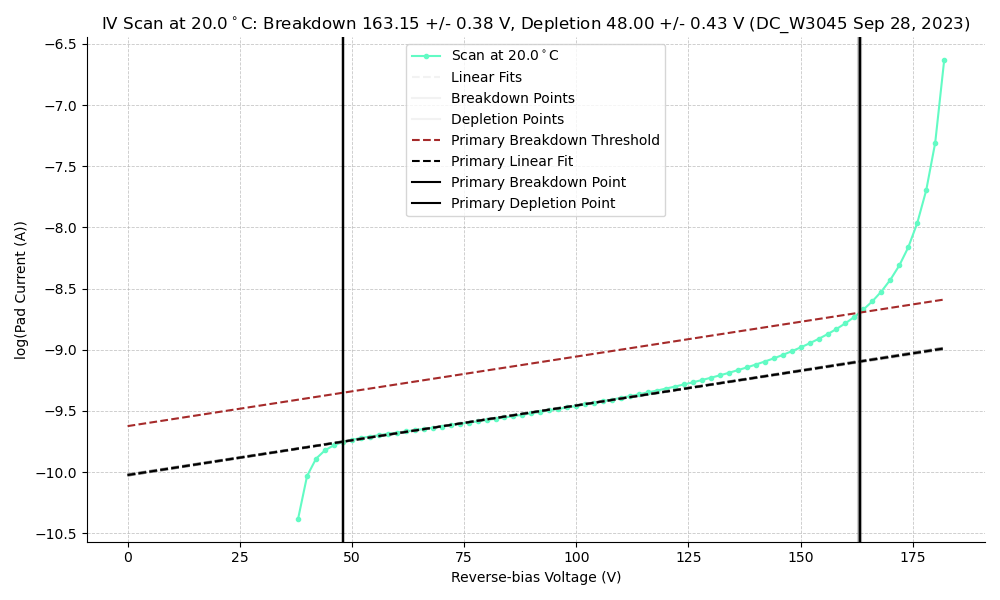 IV Scan at 20.0°C: Breakdown 163.15 +/- 0.38 V, Depletion 48.00 +/- 0.43 V (DC_W3045 Sep 28, 2023)
Scan at 20.0°C
Linear Fits
Breakdown Points
Depletion Points
Primary Breakdown Threshold
Primary Linear Fit
Primary Breakdown Point
Primary Depletion Point
log(Pad Current (A))
−6.5
−7.0
−7.5
−8.0
−8.5
−9.0
−9.5
−10.0
−10.5
0 25 50 75 100 125 150 175
Reverse-bias Voltage (V)